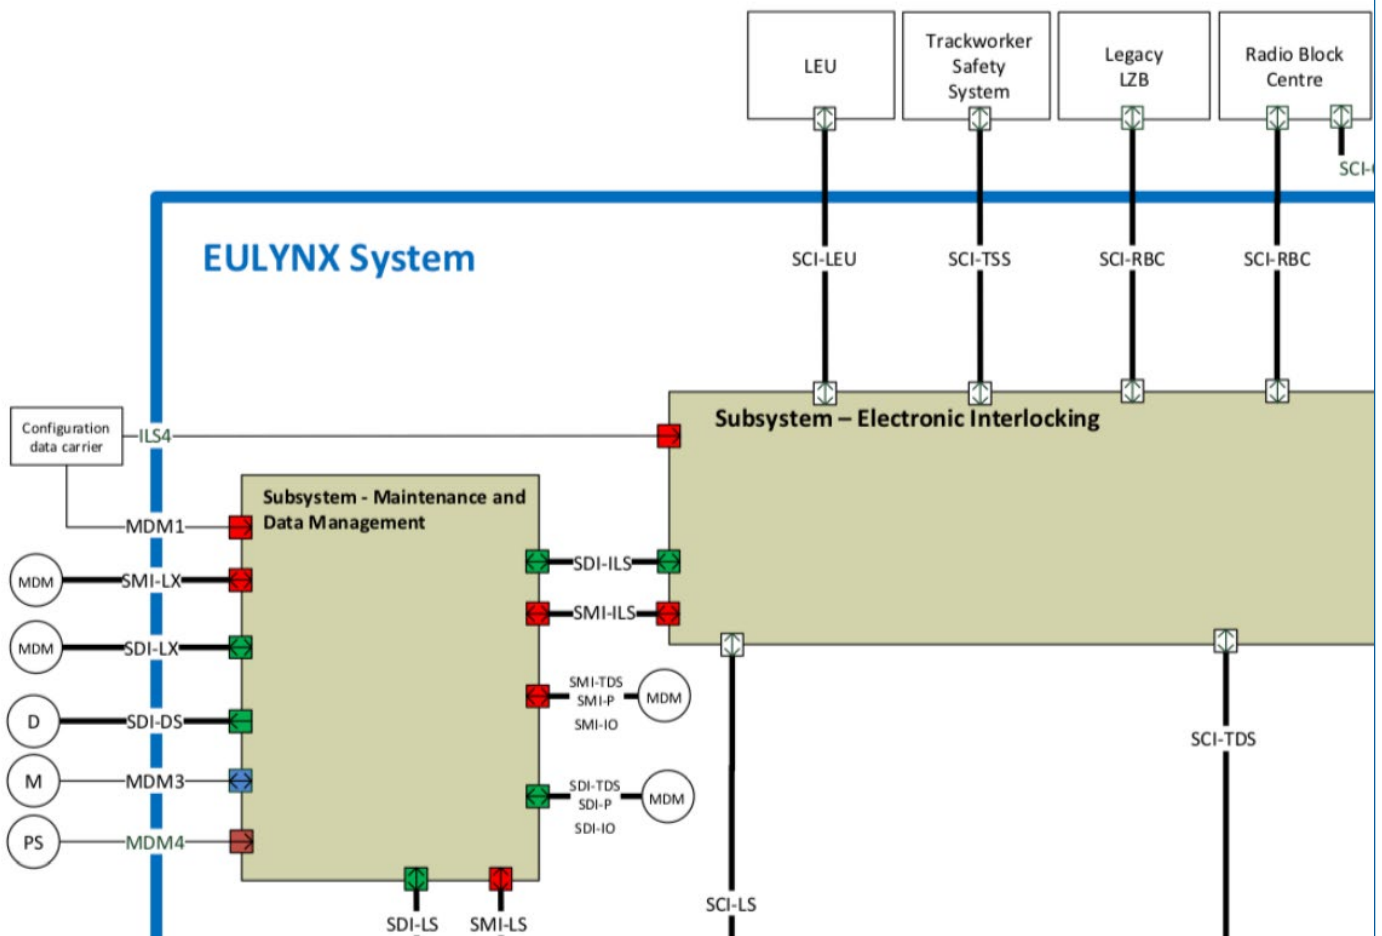 LEU
Trackworker
Safety
System
Legacy
LZB
Radio Block
Centre
SCI-
EULYNX System
SCI-LEU
SCI-TSS
SCI-RBC
SCI-RBC
Configuration
data carrier
ILS4
Subsystem – Electronic Interlocking
Subsystem - Maintenance and
Data Management
MDM1
MDM
SMI-LX
MDM
SDI-LX
D
SDI-DS
M
MDM3
PS
MDM4
SDI-ILS
SMI-ILS
SMI-TDS
SMI-P
SMI-IO
MDM
SDI-TDS
SDI-P
SDI-IO
MDM
SCI-TDS
SCI-LS
SDI-LS
SMI-LS